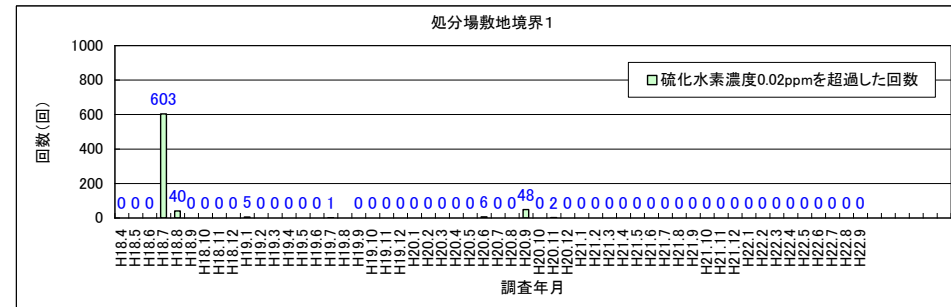 処分場敷地境界1
1000
800
600
400
200
0
回数(回)
□硫化水素濃度0.02ppmを超過した回数
603
0 0 0 40 0 0 0 0 5 0 0 0 0 0 1 0 0 0 0 0 0 0 0 0 6 0 0 48 0 2 0 0 0 0 0 0 0 0 0 0 0 0 0 0 0 0 0 0 0 0 0 0
H18.4
H18.5
H18.6
H18.7
H18.8
H18.9
H18.10
H18.11
H18.12
H19.1
H19.2
H19.3
H19.4
H19.5
H19.6
H19.7
H19.8
H19.9
H19.10
H19.11
H19.12
H20.1
H20.2
H20.3
H20.4
H20.5
H20.6
H20.7
H20.8
H20.9
H20.10
H20.11
H20.12
H21.1
H21.2
H21.3
H21.4
H21.5
H21.6
H21.7
H21.8
H21.9
H21.10
H21.11
H21.12
H22.1
H22.2
H22.3
H22.4
H22.5
H22.6
H22.7
H22.8
H22.9
調査年月